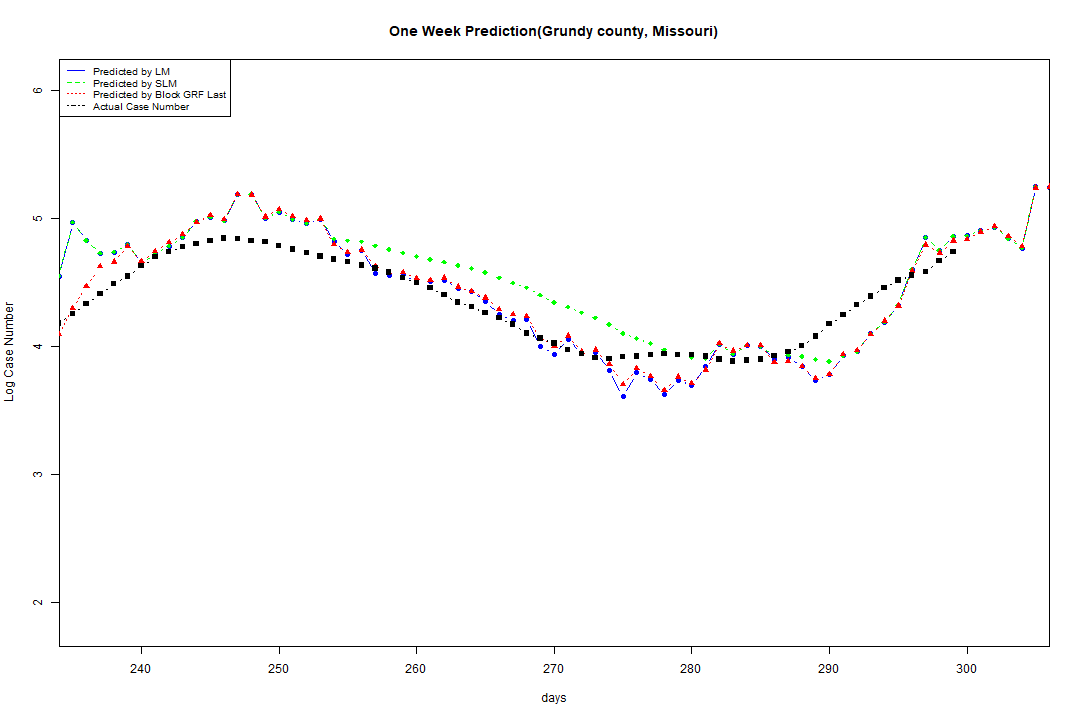 One Week Prediction(Grundy county, Missouri)
Predicted by LM
Predicted by SLM
Predicted by Block GRF Last
Actual Case Number
6
5
4
3
2
Log Case Number
240 250 260 270 280 290 300
days